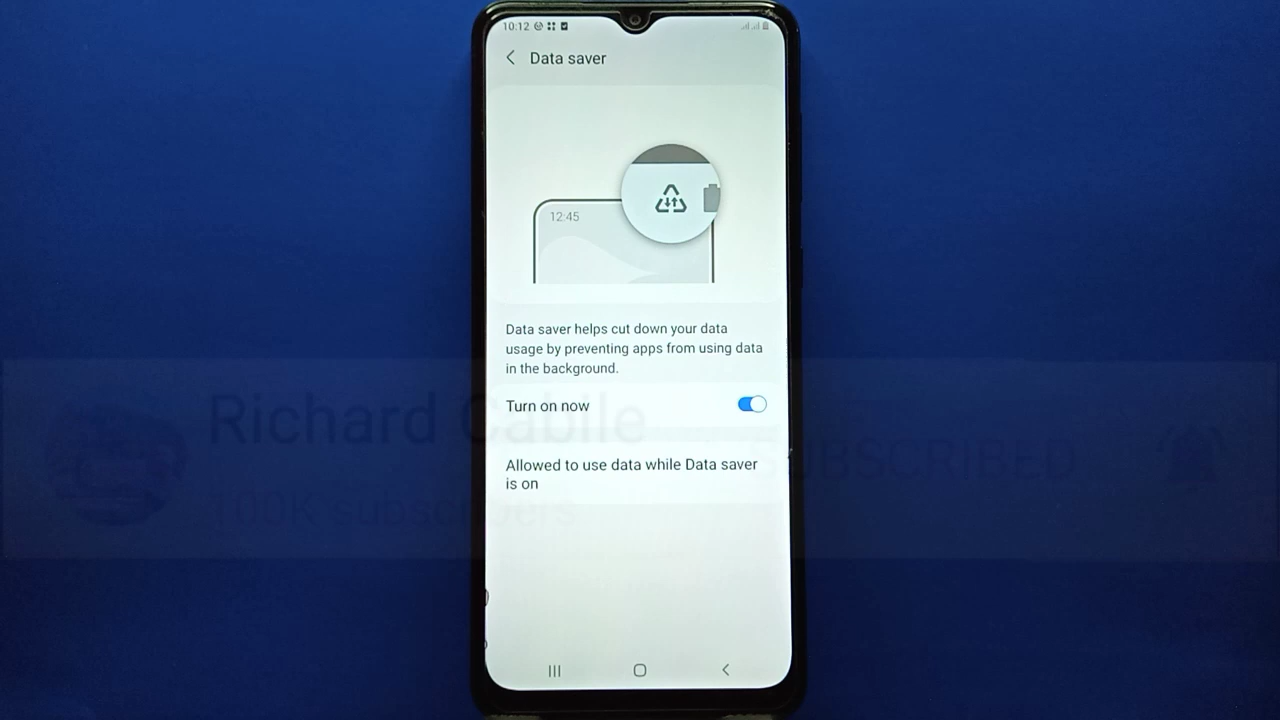 10:12
Data saver
12:45
Data saver helps cut down your data
usage by preventing apps from using data
in the background.
Turn on now
Allowed to use data while Data saver
is on
Richard Cabile
100K subscribers
SUBSCRIBED